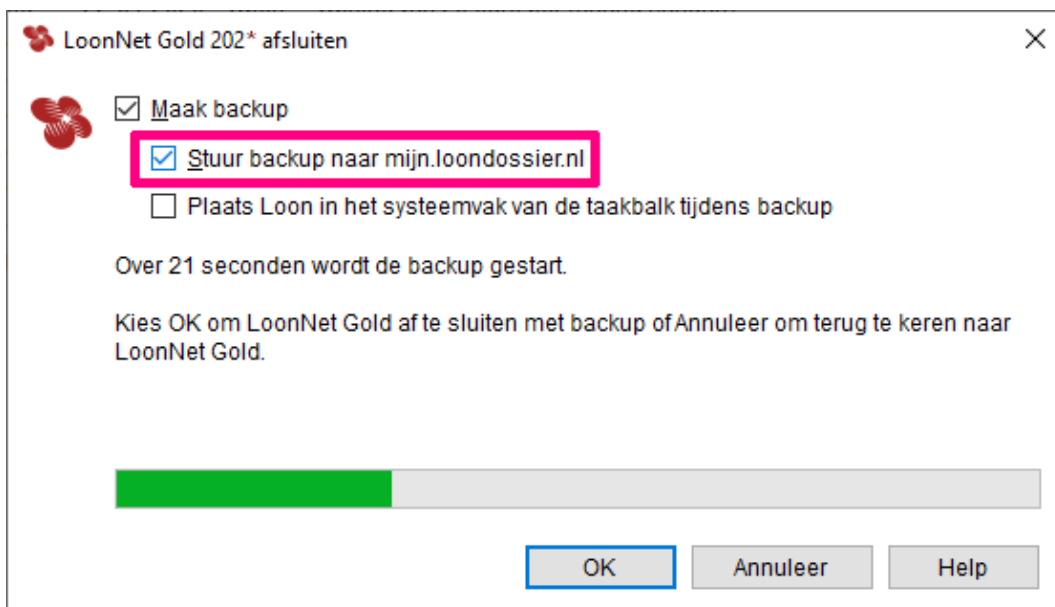 LoonNet Gold 202* afsluiten
Maak backup
Stuur backup naar mijn.loondossier.nl
Plaats Loon in het systeemvak van de taakbalk tijdens backup
Over 21 seconden wordt de backup gestart.
Kies OK om LoonNet Gold af te sluiten met backup of Annuleer om terug te keren naar
LoonNet Gold.
OK Annuleer Help